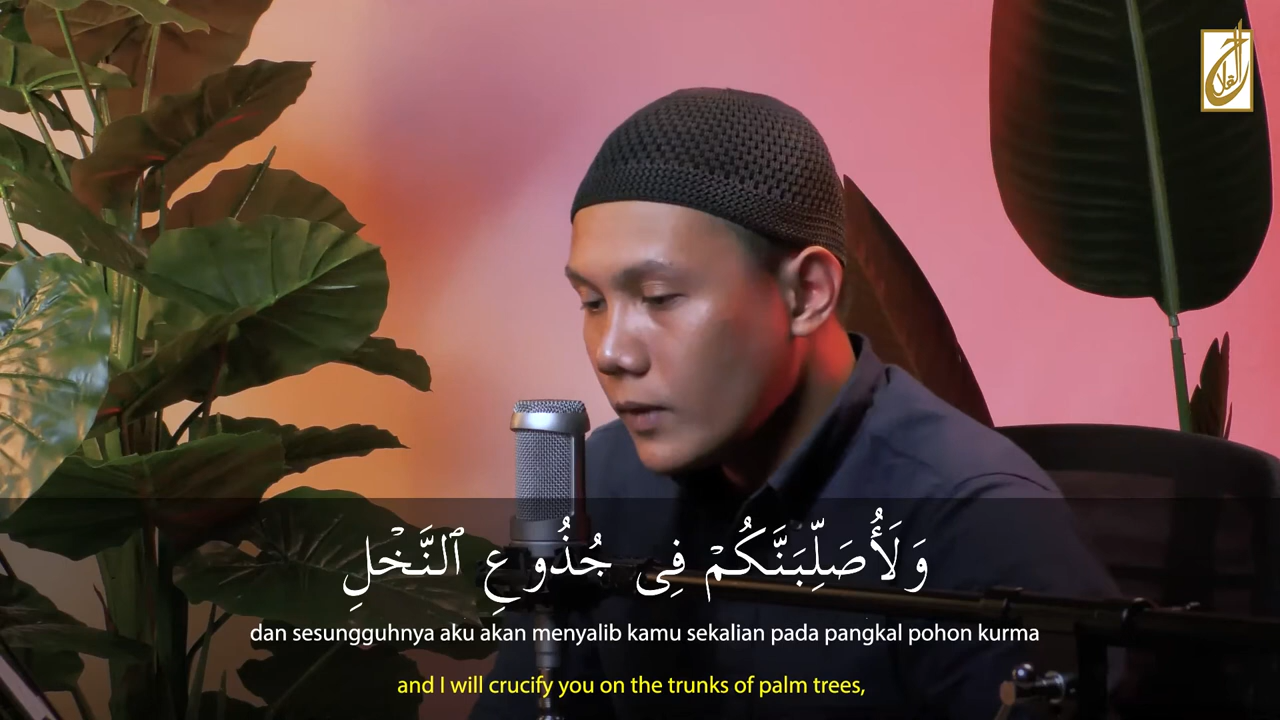 وَلَأُصَلِّبَنَّكُمْ فِى جُذُوعِ ٱلنَّخْلِ
dan sesungguhnya aku akan menyalib kamu sekalian pada pangkal pohon kurma
and I will crucify you on the trunks of palm trees,